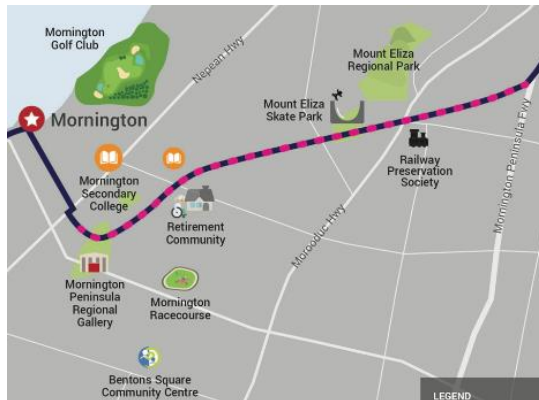 Mornington
Golf Club
Nepean Hwy
Mount Eliza
Regional Park
Mount Eliza
Skate Park
Mornington
Railway
Preservation
Society
Mornington Peninsula Fwy
Mornington
Secondary
College
Retirement
Community
Moorooduc Hwy
Mornington
Peninsula
Regional
Gallery
Mornington
Racecourse
Bentons Square
Community Centre
LEGEND